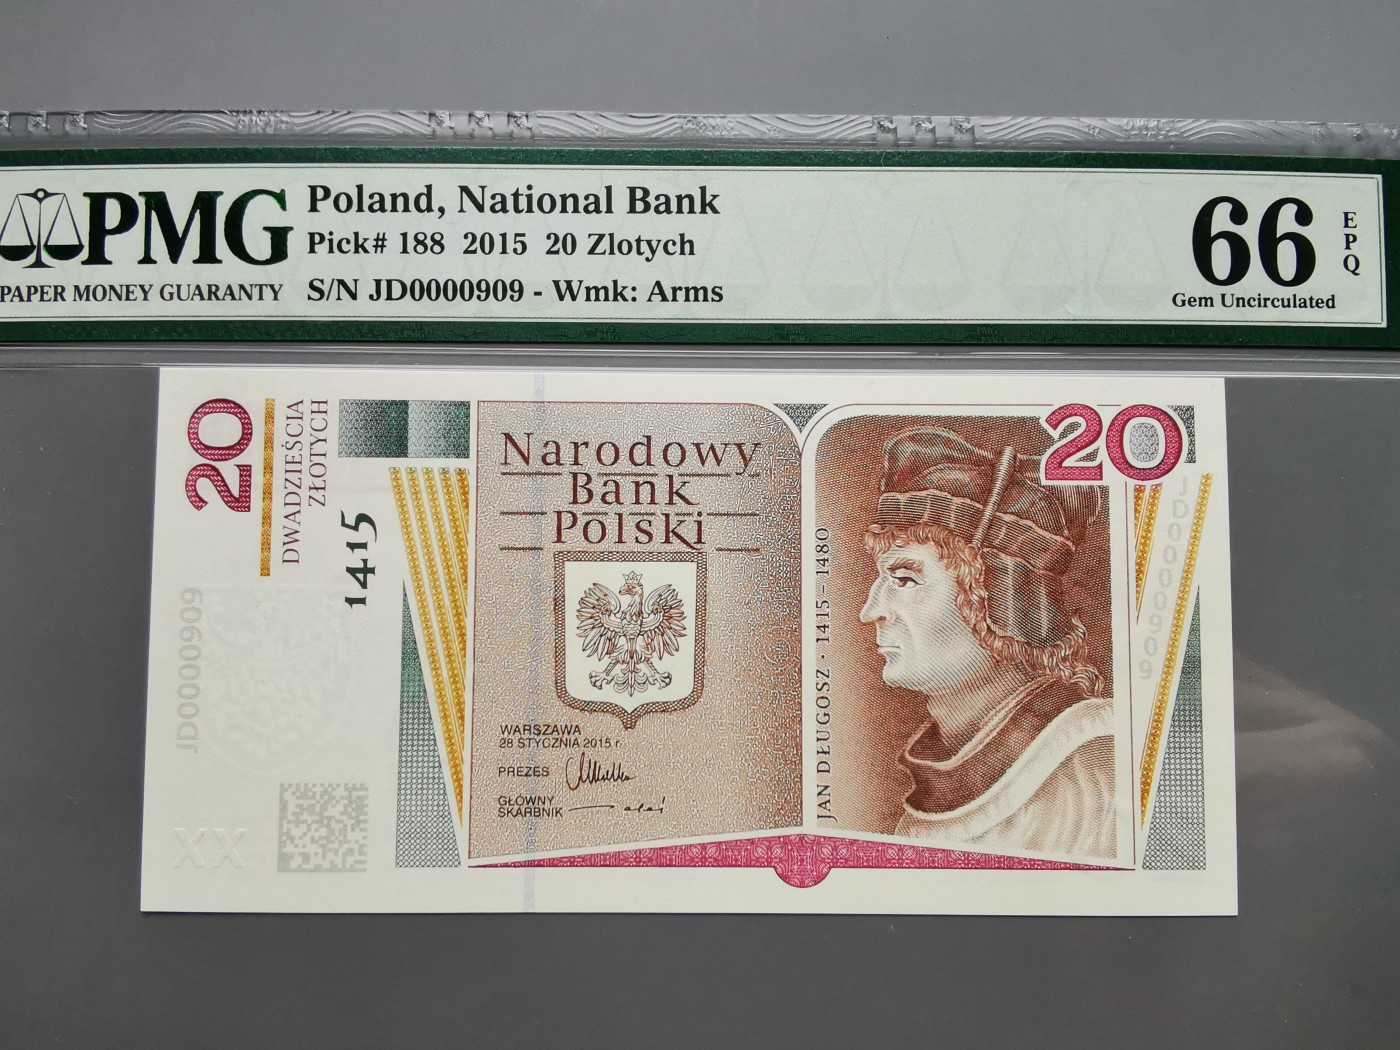 PMG
PAPER MONEY GUARANTY
Poland, National Bank
Pick# 188 2015 20 Zlotych
S/N JD0000909 - Wmk: Arms
66
EPQ
Gem Uncirculated
20
DWADZIEŚCIA
ZŁOTYCH
1415
JD0000909
XX
Narodowy
Bank
Polski
WARSZAWA
28 STYCZNIA 2015 r.
PREZES
GŁÓWNY
SKARBNIK
JAN DŁUGOSZ · 1415 – 1480
20
JD0000909